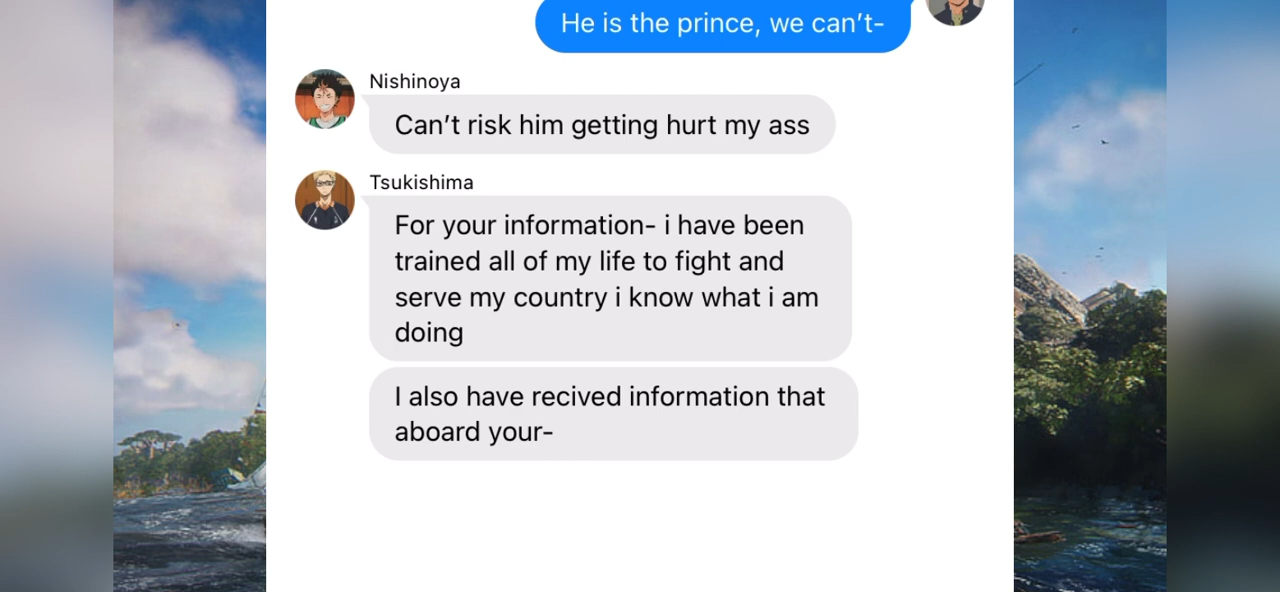 He is the prince, we can’t-
Nishinoya
Can’t risk him getting hurt my ass
Tsukishima
For your information- i have been
trained all of my life to fight and
serve my country i know what i am
doing
I also have recived information that
aboard your-